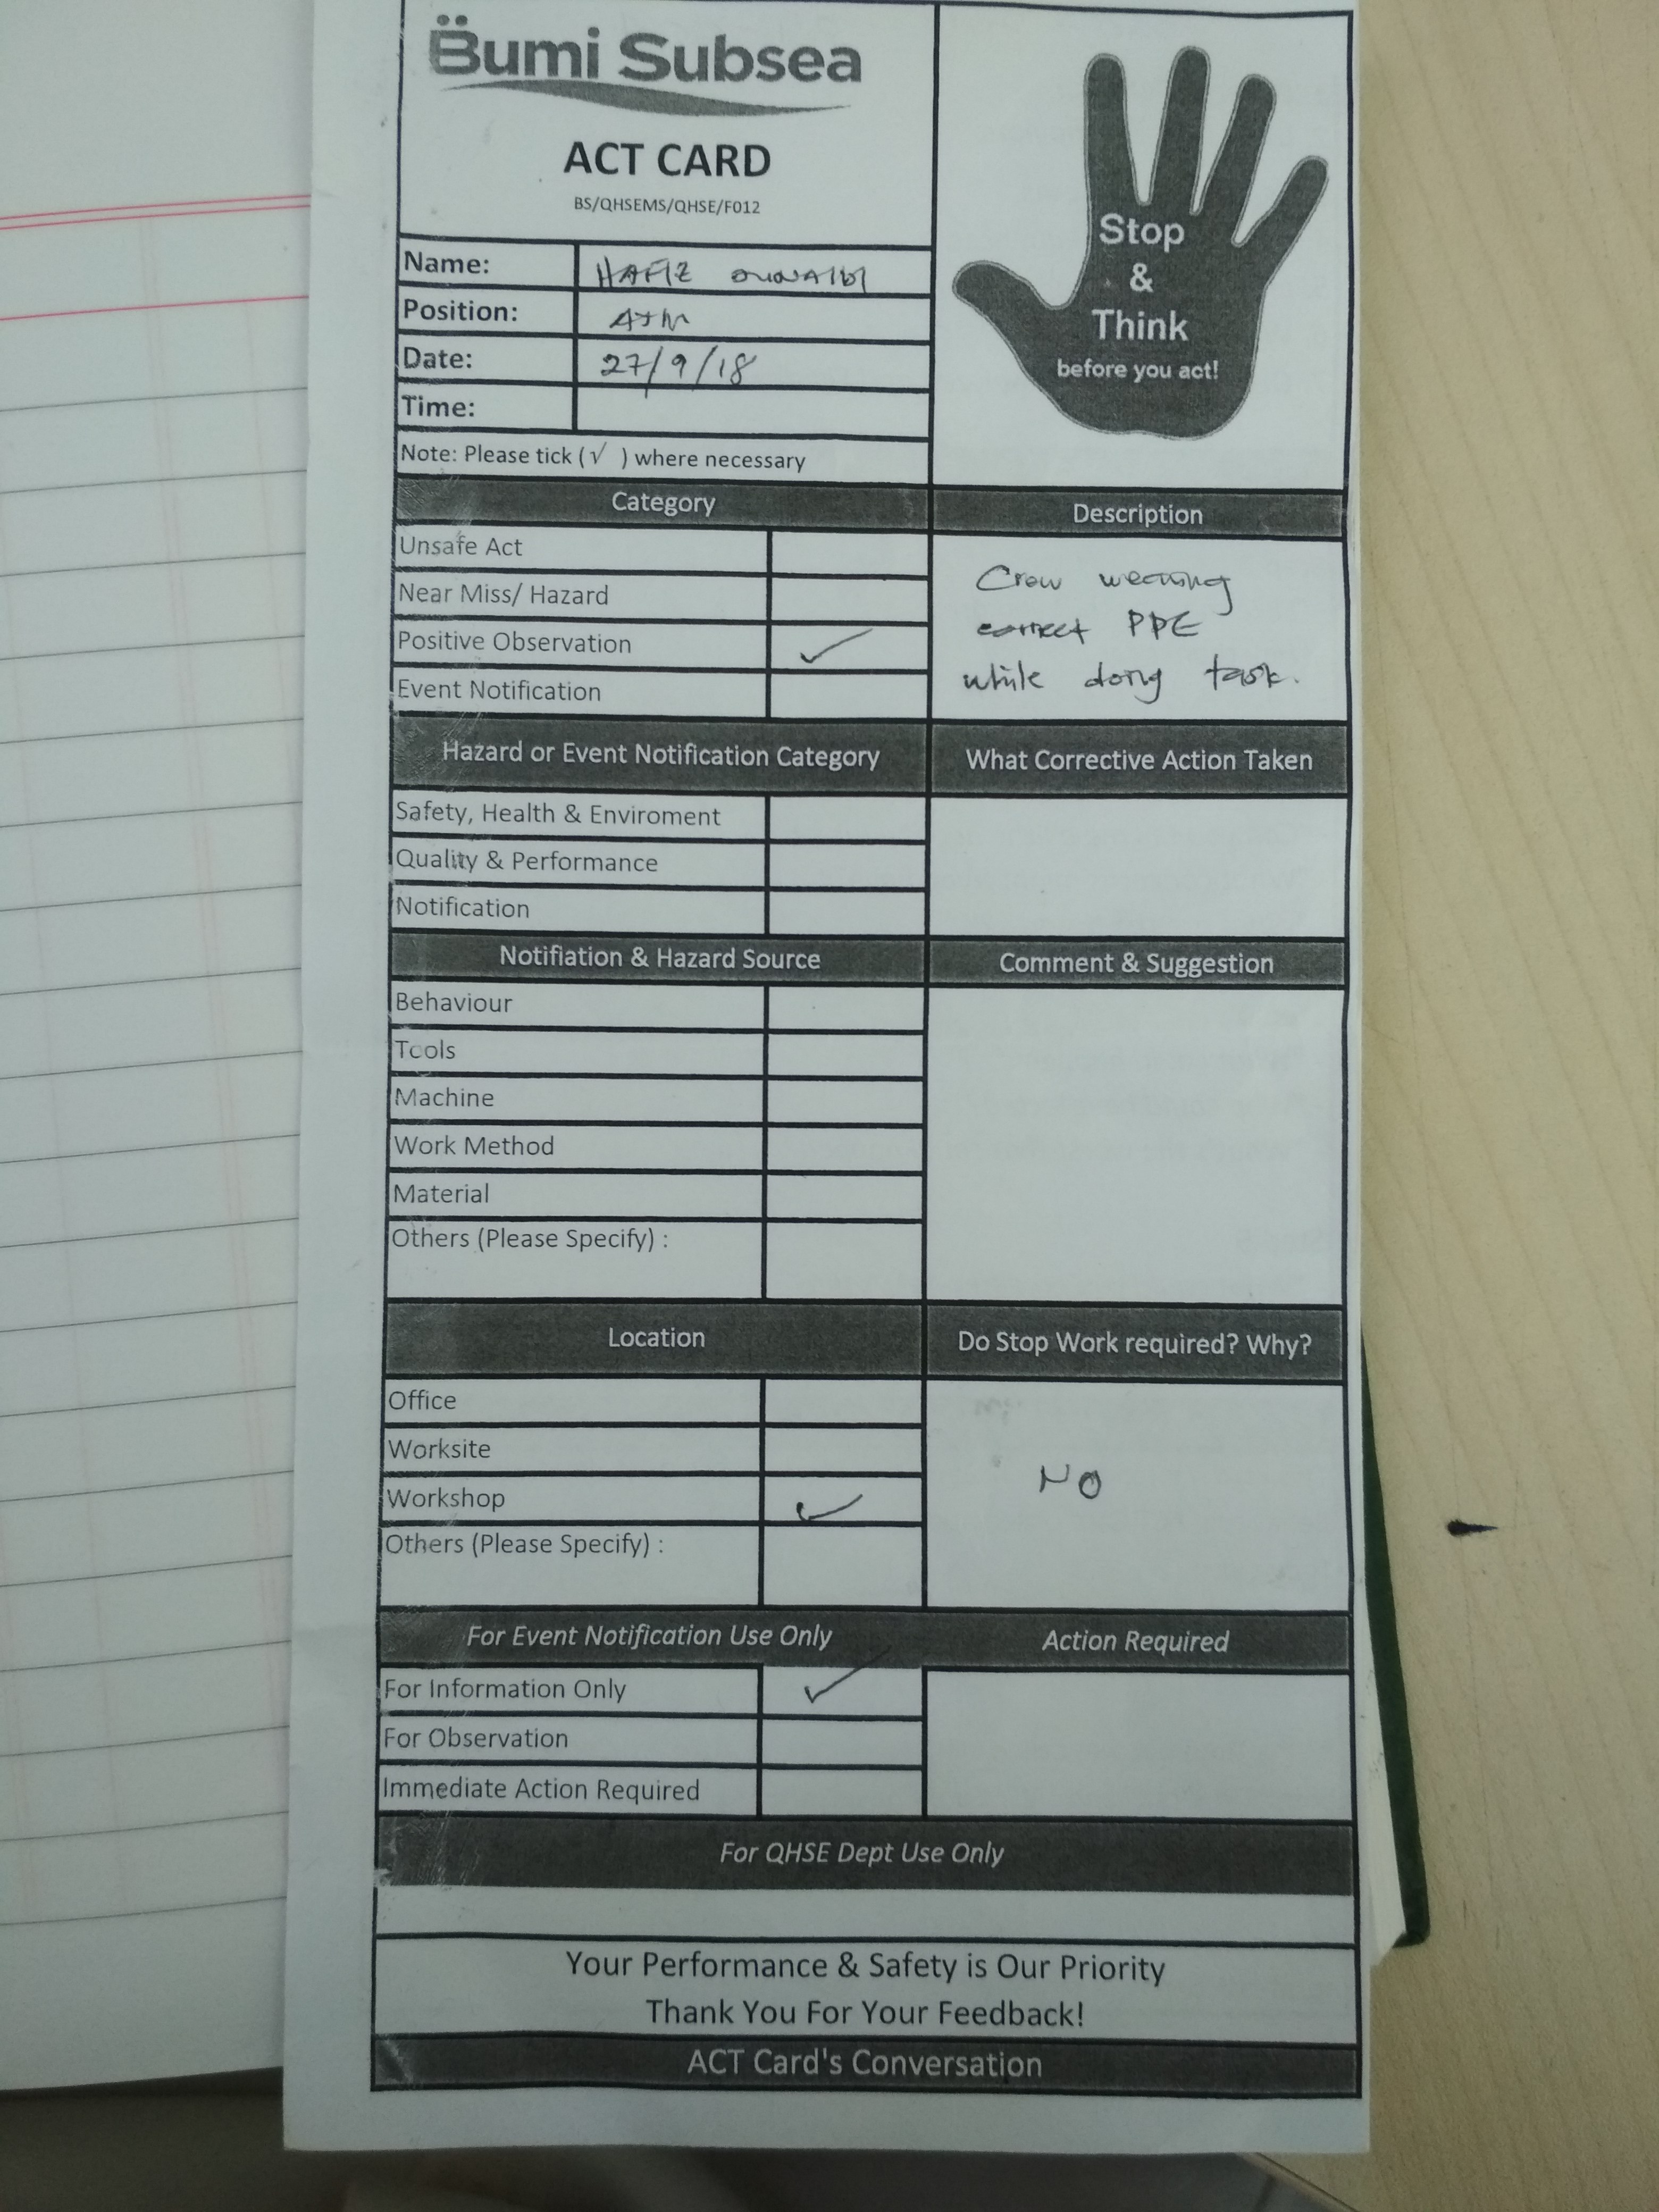 Bumi Subsea
ACT CARD
BS/QHSEMS/QHSE/F012
Stop
&
Think
before you act!
Name: HAFIZ
Position:
Date: 27/9/18
Time:
Note: Please tick (√ ) where necessary
Category
Description
Unsafe Act
Near Miss/ Hazard
Positive Observation ✓
Event Notification
Crew wearing
correct PPE
while doing task.
Hazard or Event Notification Category
What Corrective Action Taken
Safety, Health & Enviroment
Quality & Performance
Notification
Notifiation & Hazard Source
Comment & Suggestion
Behaviour
Tools
Machine
Work Method
Material
Others (Please Specify) :
Location
Do Stop Work required? Why?
Office
Worksite
Workshop ✓
Others (Please Specify) :
NO
For Event Notification Use Only
Action Required
For Information Only ✓
For Observation
Immediate Action Required
For QHSE Dept Use Only
Your Performance & Safety is Our Priority
Thank You For Your Feedback!
ACT Card's Conversation